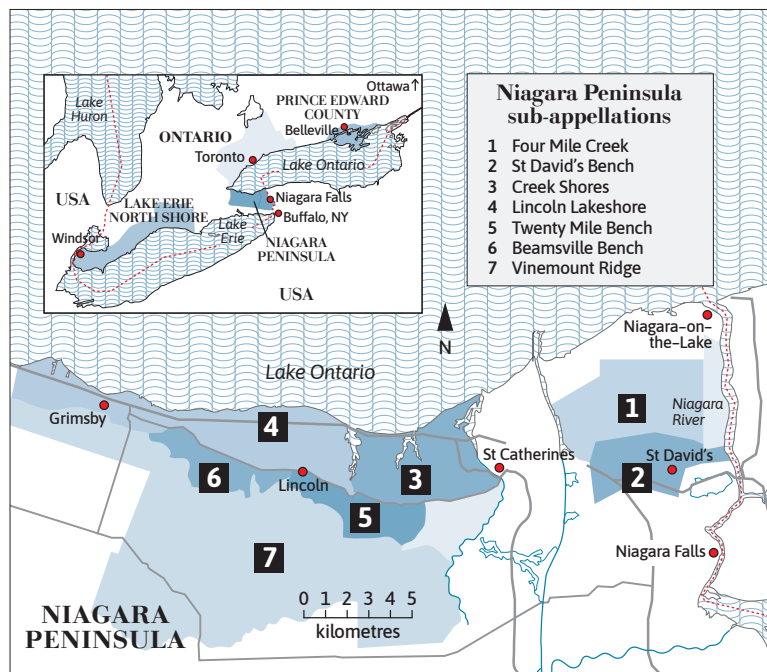 Ottawa
Lake
Huron
PRINCE EDWARD
COUNTY
Belleville
ONTARIO
Toronto
Lake Ontario
USA
LAKE ERIE
NORTH SHORE
Niagara Falls
Buffalo, NY
Lake
Erie
Windsor
NIAGARA
PENINSULA
USA
Niagara Peninsula
sub-appellations
1 Four Mile Creek
2 St David's Bench
3 Creek Shores
4 Lincoln Lakeshore
5 Twenty Mile Bench
6 Beamsville Bench
7 Vinemount Ridge
N
Niagara-on-
the-Lake
Lake Ontario
Grimsby
1
Niagara
River
4
St Catherines
St David's
6
Lincoln
3
2
5
7
Niagara Falls
0 1 2 3 4 5
kilometres
NIAGARA
PENINSULA